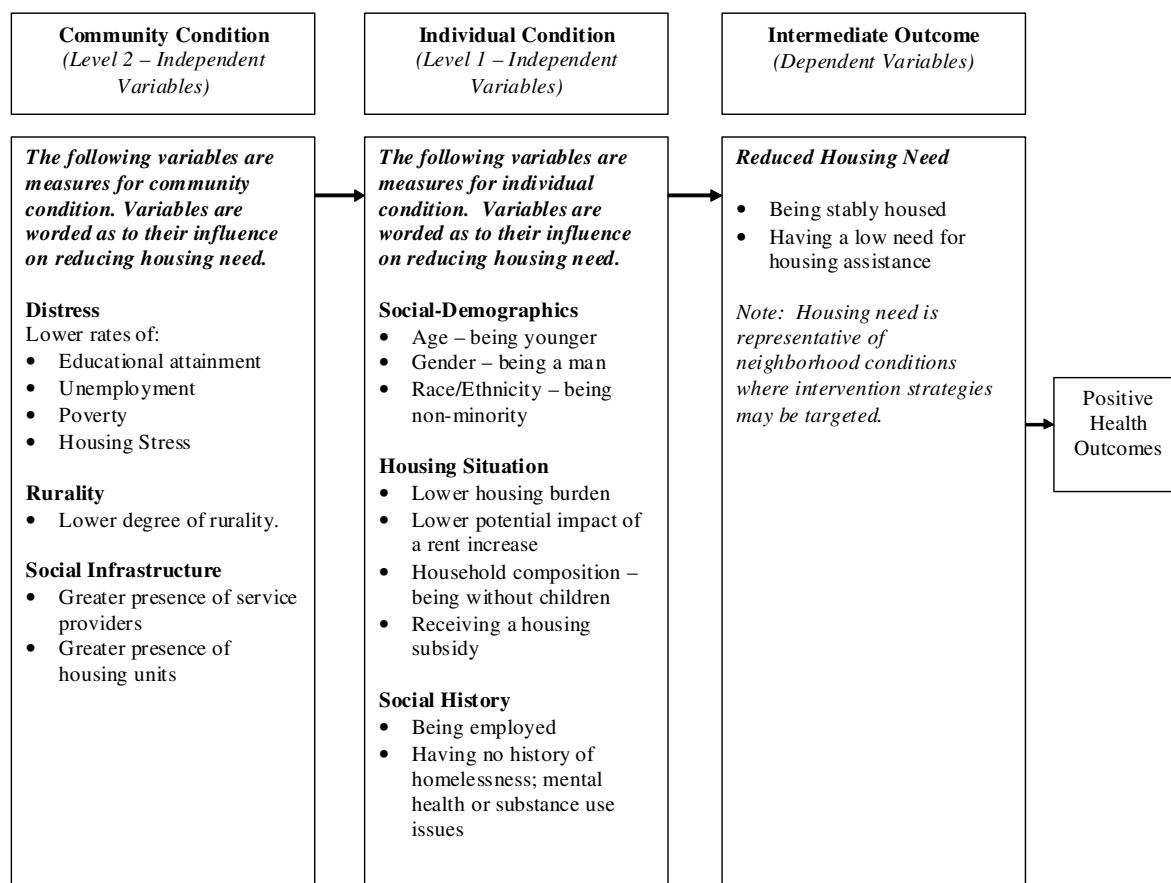 Community Condition
(Level 2 – Independent
Variables)
Individual Condition
(Level 1 – Independent
Variables)
Intermediate Outcome
(Dependent Variables)
The following variables are
measures for community
condition. Variables are
worded as to their influence
on reducing housing need.
Distress
Lower rates of:
• Educational attainment
• Unemployment
• Poverty
• Housing Stress
Rurality
• Lower degree of rurality.
Social Infrastructure
• Greater presence of service
providers
• Greater presence of
housing units
The following variables are
measures for individual
condition. Variables are
worded as to their influence
on reducing housing need.
Social-Demographics
• Age – being younger
• Gender – being a man
• Race/Ethnicity – being
non-minority
Housing Situation
• Lower housing burden
• Lower potential impact of
a rent increase
• Household composition –
being without children
• Receiving a housing
subsidy
Social History
• Being employed
• Having no history of
homelessness; mental
health or substance use
issues
Reduced Housing Need
• Being stably housed
• Having a low need for
housing assistance
Note: Housing need is
representative of
neighborhood conditions
where intervention strategies
may be targeted.
Positive
Health
Outcomes